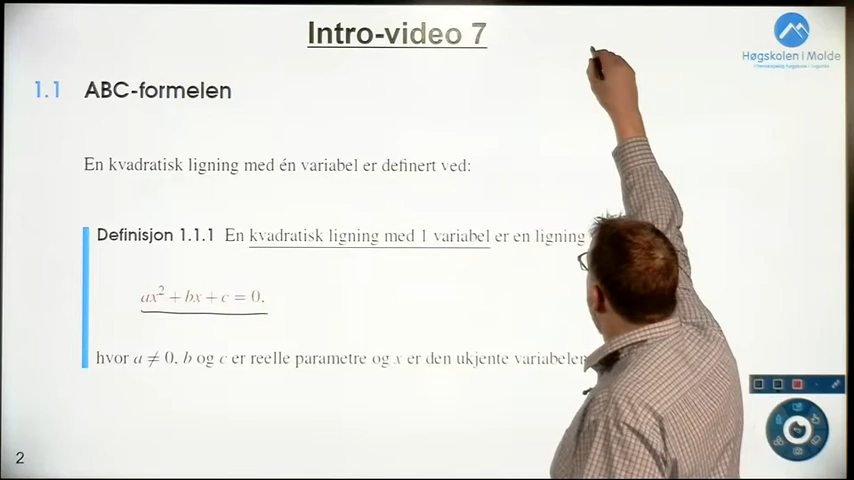 Intro-video 7
Høgskolen i Molde
1.1 ABC-formelen
En kvadratisk ligning med én variabel er definert ved:
Definisjon 1.1.1 En kvadratisk ligning med 1 variabel er en ligning
ax² + bx + c = 0.
hvor a ≠ 0, b og c er reelle parametre og x er den ukjente variabelen
2